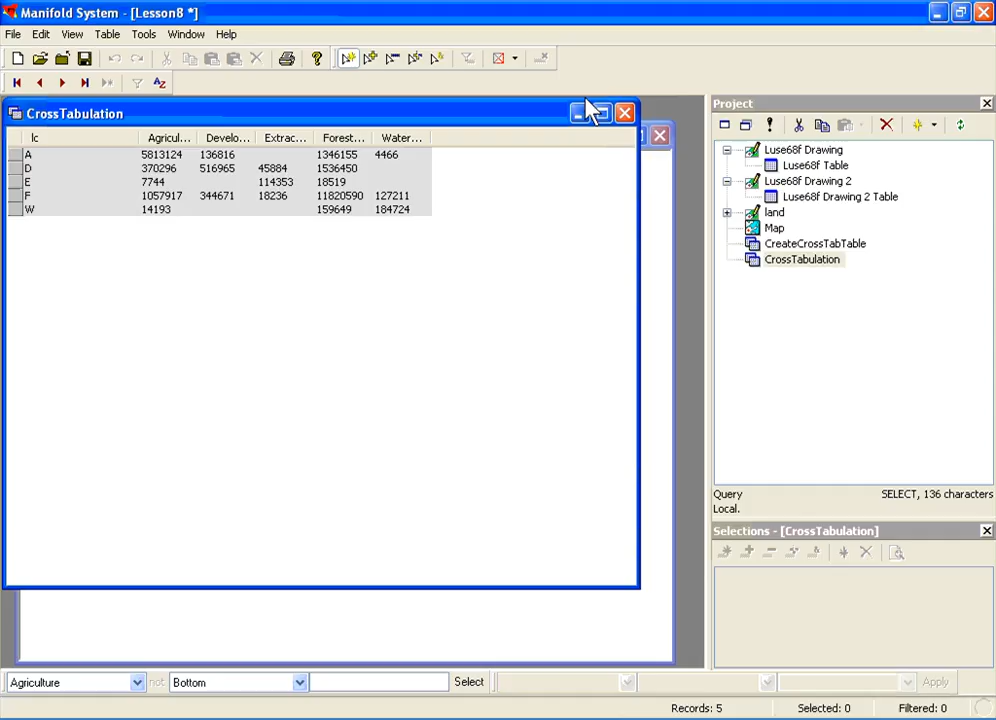 Manifold System - [Lesson8 *]
File Edit View Table Tools Window Help
CrossTabulation
lc Agricul... Develo... Extrac... Forest... Water...
A 5813124 136816 1346155 4466
D 370296 516965 45884 1536450
E 7744 114353 18519
F 1057917 344671 18236 11820590 127211
W 14193 159649 184724
Project
Luse68f Drawing
Luse68f Table
Luse68f Drawing 2
Luse68f Drawing 2 Table
land
Map
CreateCrossTabTable
CrossTabulation
Query SELECT, 136 characters
Local.
Selections - [CrossTabulation]
Agriculture not Bottom Select Apply
Records: 5 Selected: 0 Filtered: 0